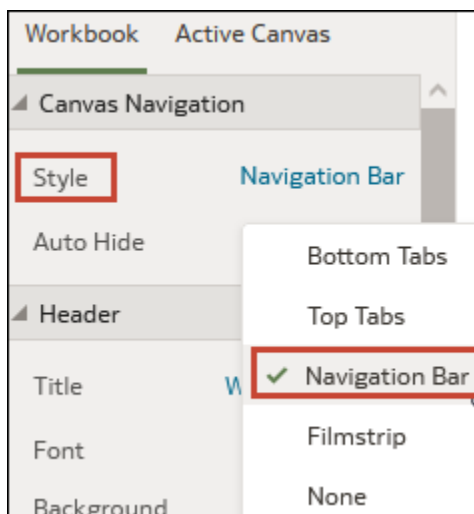 Workbook Active Canvas
Canvas Navigation
Style Navigation Bar
Auto Hide
Bottom Tabs
Header
Top Tabs
Title
Navigation Bar
Font
Filmstrip
Background
None